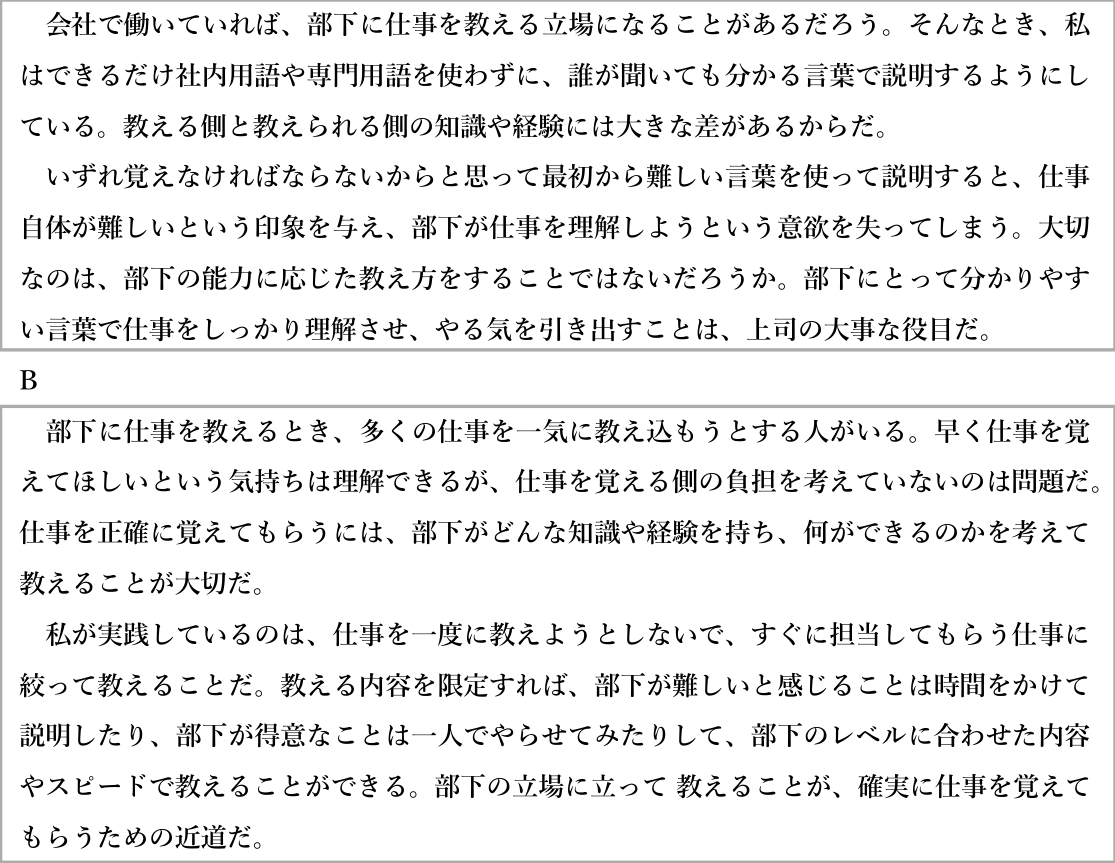 会社で働いていれば、部下に仕事を教える立場になることがあるだろう。そんなとき、私
はできるだけ社内用語や専門用語を使わずに、誰が聞いても分かる言葉で説明するようにし
ている。教える側と教えられる側の知識や経験には大きな差があるからだ。
いずれ覚えなければならないからと思って最初から難しい言葉を使って説明すると、仕事
自体が難しいという印象を与え、部下が仕事を理解しようという意欲を失ってしまう。大切
なのは、部下の能力に応じた教え方をすることではないだろうか。部下にとって分かりやす
い言葉で仕事をしっかり理解させ、やる気を引き出すことは、上司の大事な役目だ。
B
部下に仕事を教えるとき、多くの仕事を一気に教え込もうとする人がいる。早く仕事を覚
えてほしいという気持ちは理解できるが、仕事を覚える側の負担を考えていないのは問題だ。
仕事を正確に覚えてもらうには、部下がどんな知識や経験を持ち、何ができるのかを考えて
教えることが大切だ。
私が実践しているのは、仕事を一度に教えようとしないで、すぐに担当してもらう仕事に
絞って教えることだ。教える内容を限定すれば、部下が難しいと感じることは時間をかけて
説明したり、部下が得意なことは一人でやらせてみたりして、部下のレベルに合わせた内容
やスピードで教えることができる。部下の立場に立って 教えることが、確実に仕事を覚えて
もらうための近道だ。